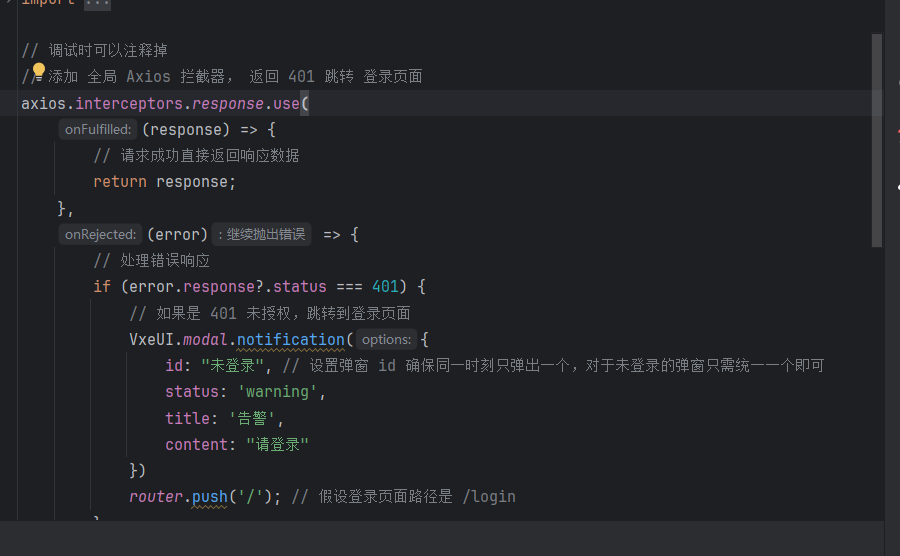 import ...
// 调试时可以注释掉
// 添加 全局 Axios 拦截器， 返回 401 跳转 登录页面
axios.interceptors.response.use(
onFulfilled: (response) => {
// 请求成功直接返回响应数据
return response;
},
onRejected: (error) : 继续抛出错误 => {
// 处理错误响应
if (error.response?.status === 401) {
// 如果是 401 未授权，跳转到登录页面
VxeUI.modal.notification( options: {
id: "未登录", // 设置弹窗 id 确保同一时刻只弹出一个，对于未登录的弹窗只需统一一个即可
status: 'warning',
title: '告警',
content: "请登录"
})
router.push('/'); // 假设登录页面路径是 /login
}